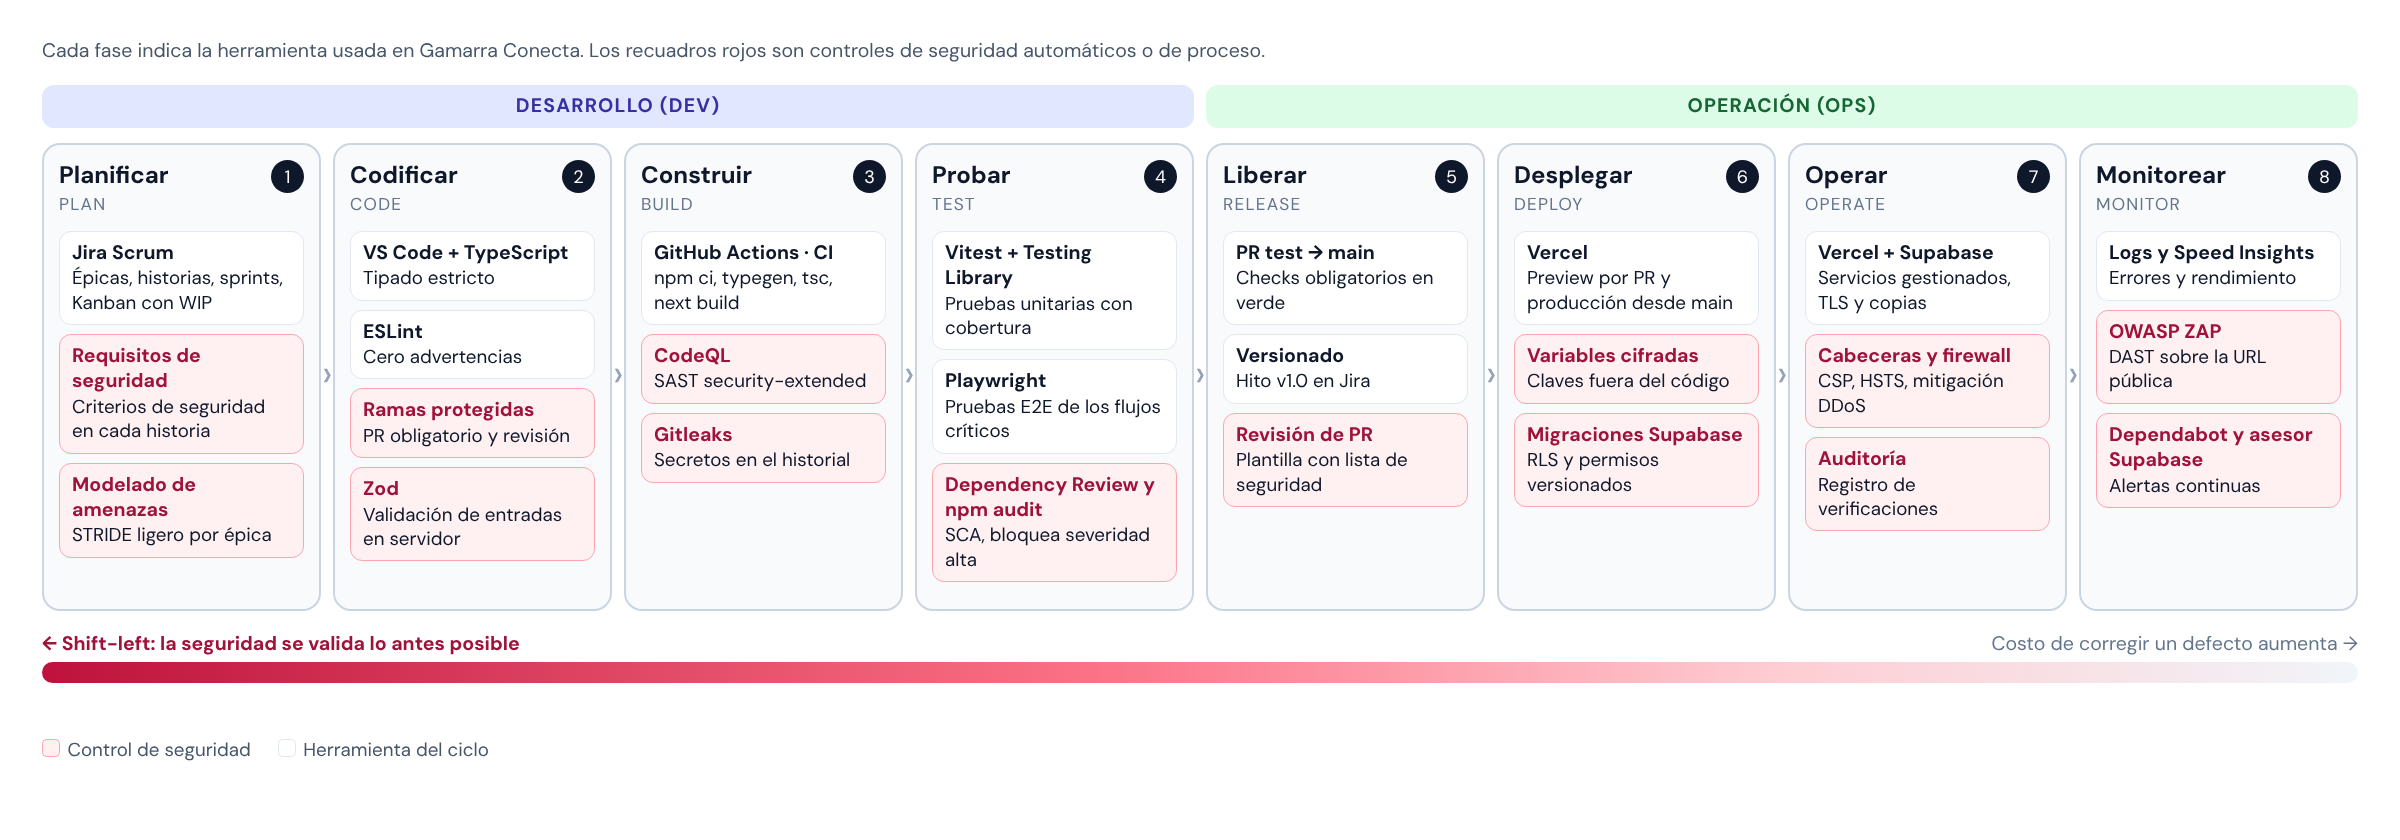 Cada fase indica la herramienta usada en Gamarra Conecta. Los recuadros rojos son controles de seguridad automáticos o de proceso.
DESARROLLO (DEV)
OPERACIÓN (OPS)
Planificar
1
PLAN
Jira Scrum
Épicas, historias, sprints,
Kanban con WIP
Requisitos de
seguridad
Criterios de seguridad
en cada historia
Modelado de
amenazas
STRIDE ligero por épica
›
Codificar
2
CODE
VS Code + TypeScript
Tipado estricto
ESLint
Cero advertencias
Ramas protegidas
PR obligatorio y revisión
Zod
Validación de entradas
en servidor
›
Construir
3
BUILD
GitHub Actions · CI
npm ci, typegen, tsc,
next build
CodeQL
SAST security-extended
Gitleaks
Secretos en el historial
›
Probar
4
TEST
Vitest + Testing
Library
Pruebas unitarias con
cobertura
Playwright
Pruebas E2E de los flujos
críticos
Dependency Review y
npm audit
SCA, bloquea severidad
alta
›
Liberar
5
RELEASE
PR test → main
Checks obligatorios en
verde
Versionado
Hito v1.0 en Jira
Revisión de PR
Plantilla con lista de
seguridad
›
Desplegar
6
DEPLOY
Vercel
Preview por PR y
producción desde main
Variables cifradas
Claves fuera del código
Migraciones Supabase
RLS y permisos
versionados
›
Operar
7
OPERATE
Vercel + Supabase
Servicios gestionados,
TLS y copias
Cabeceras y firewall
CSP, HSTS, mitigación
DDoS
Auditoría
Registro de
verificaciones
›
Monitorear
8
MONITOR
Logs y Speed Insights
Errores y rendimiento
OWASP ZAP
DAST sobre la URL
pública
Dependabot y asesor
Supabase
Alertas continuas
← Shift-left: la seguridad se valida lo antes posible
Costo de corregir un defecto aumenta →
Control de seguridad
Herramienta del ciclo